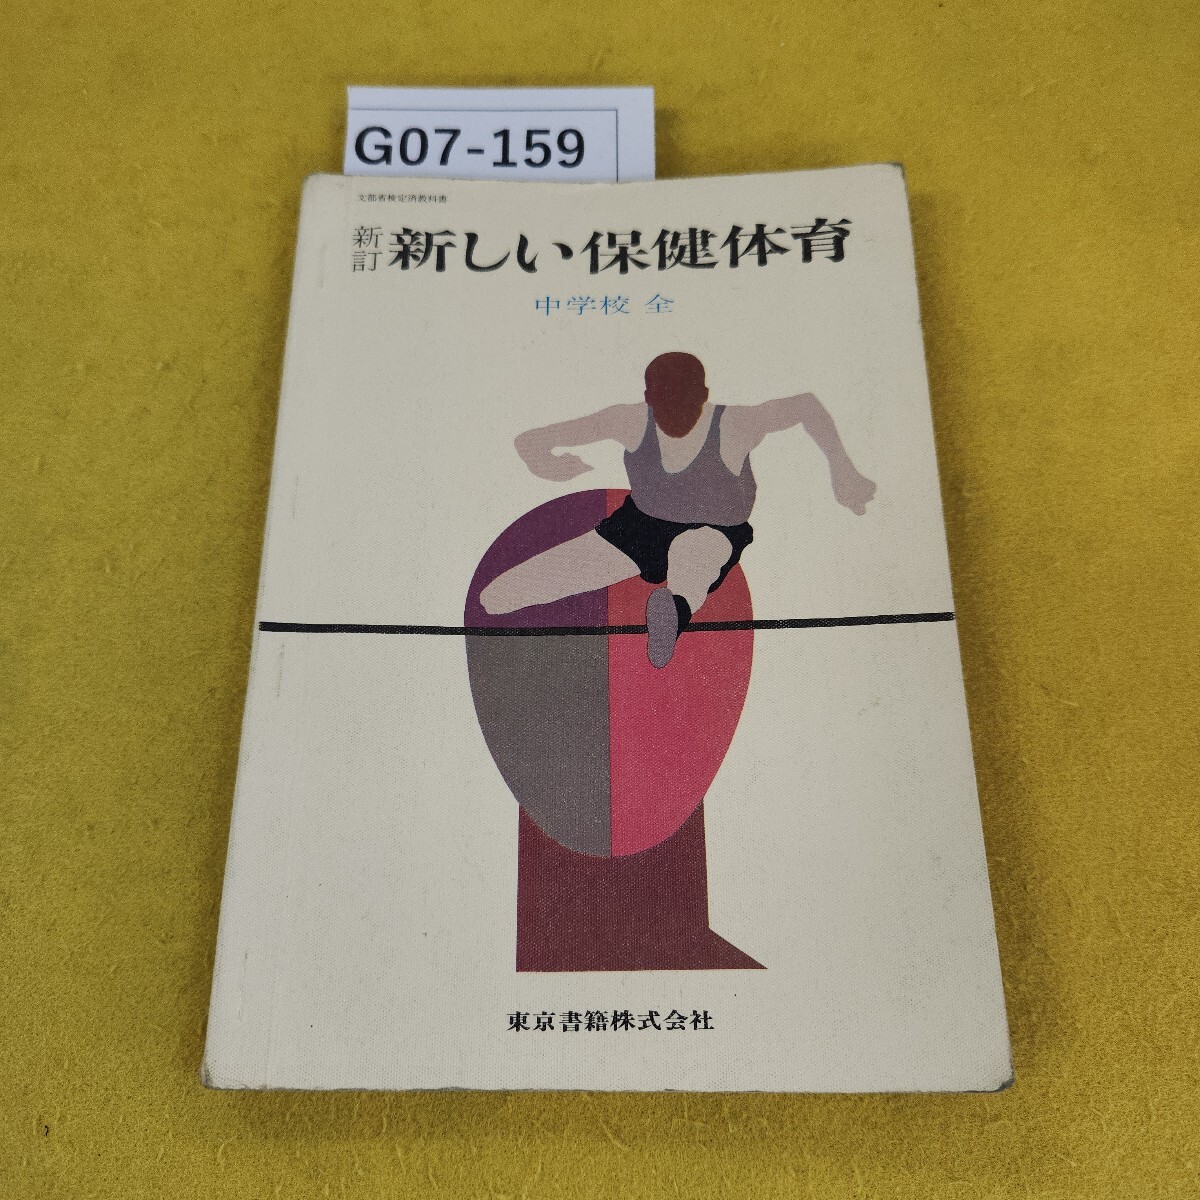 G07-159
文部省検定済教科書
新訂 新しい保健体育
中学校 全
東京書籍株式会社